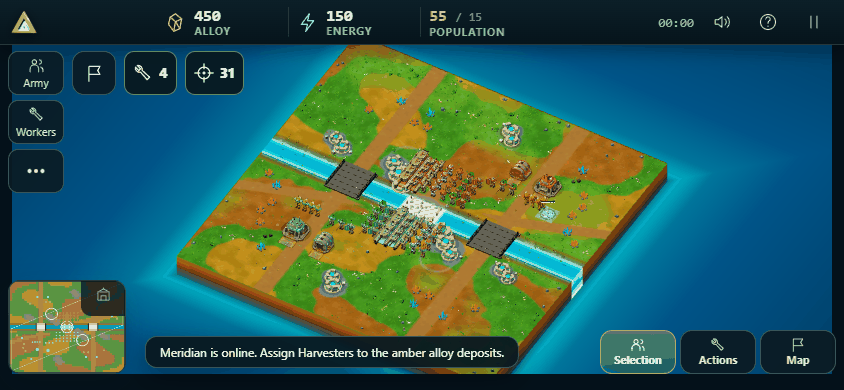 450
ALLOY
150
ENERGY
55 / 15
POPULATION
00:00
Army
4
31
Workers
Meridian is online. Assign Harvesters to the amber alloy deposits.
Selection
Actions
Map